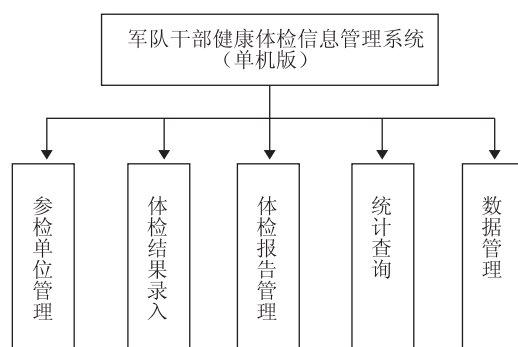 军队干部健康体检信息管理系统
（单机版）
参检单位管理
体检结果录入
体检报告管理
统计查询
数据管理